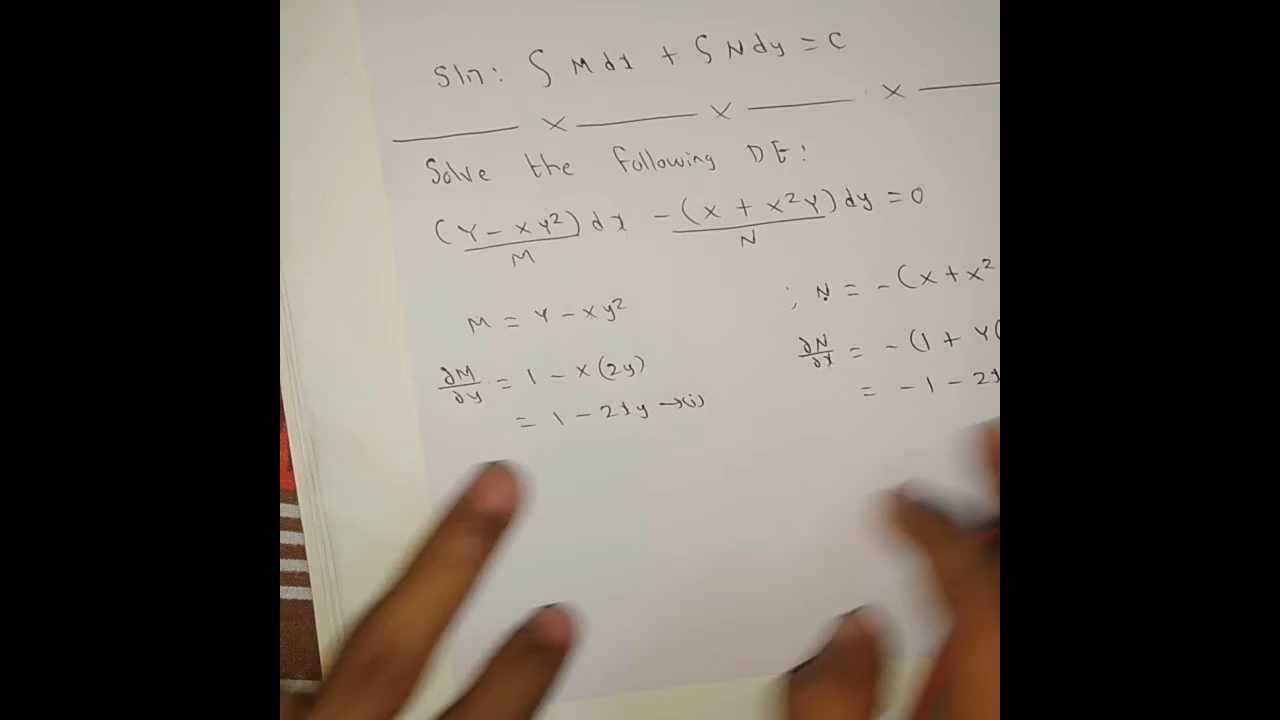 Sln: ∫ M dx + ∫ N dy = C
Solve the following DE:
(Y - XY²) dx - (X + X²Y) dy = 0
M N
M = Y - XY² ; N = -(X + X²
∂M/∂y = 1 - X(2y) ∂N/∂x = -(1 + Y(
= 1 - 2xy →(i) = -1 - 2x